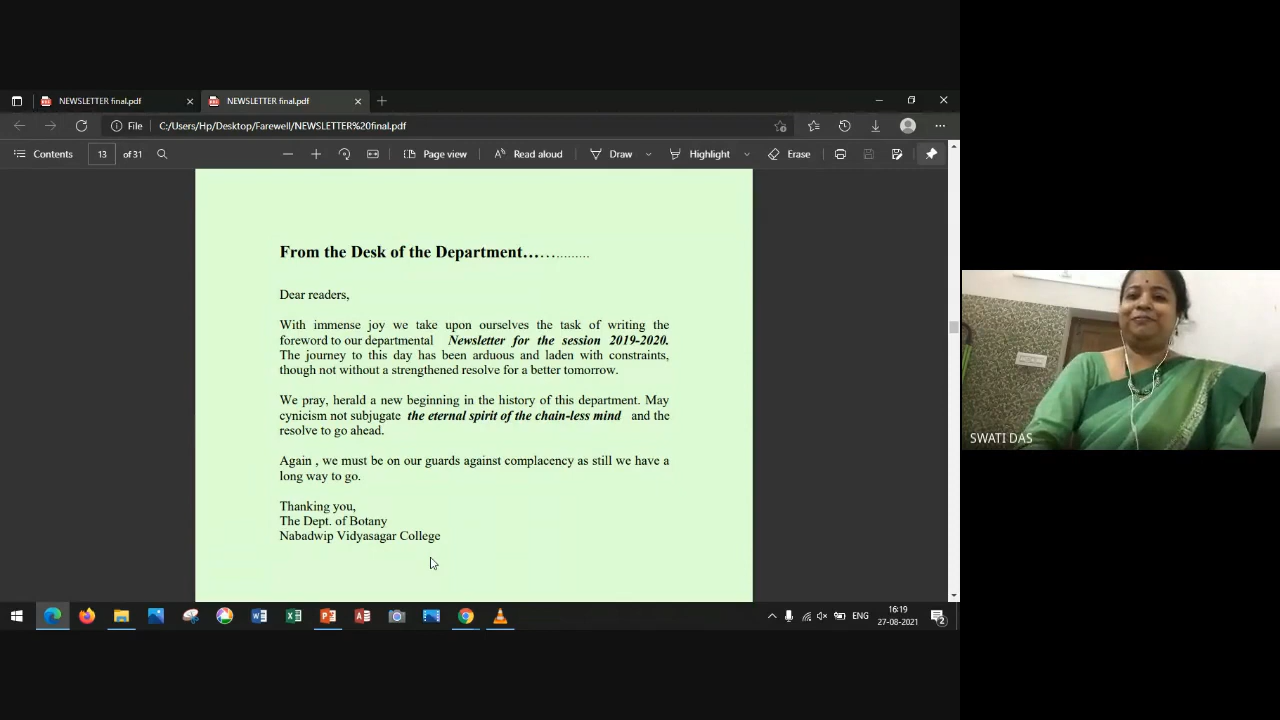 NEWSLETTER final.pdf
NEWSLETTER final.pdf
File
C:/Users/Hp/Desktop/Farewell/NEWSLETTER%20final.pdf
Contents 13 of 31 Page view Read aloud Draw Highlight Erase
From the Desk of the Department……………
Dear readers,
With immense joy we take upon ourselves the task of writing the
foreword to our departmental Newsletter for the session 2019-2020.
The journey to this day has been arduous and laden with constraints,
though not without a strengthened resolve for a better tomorrow.
We pray, herald a new beginning in the history of this department. May
cynicism not subjugate the eternal spirit of the chain-less mind and the
resolve to go ahead.
Again , we must be on our guards against complacency as still we have a
long way to go.
Thanking you,
The Dept. of Botany
Nabadwip Vidyasagar College
SWATI DAS
ENG
16:19
27-08-2021
2